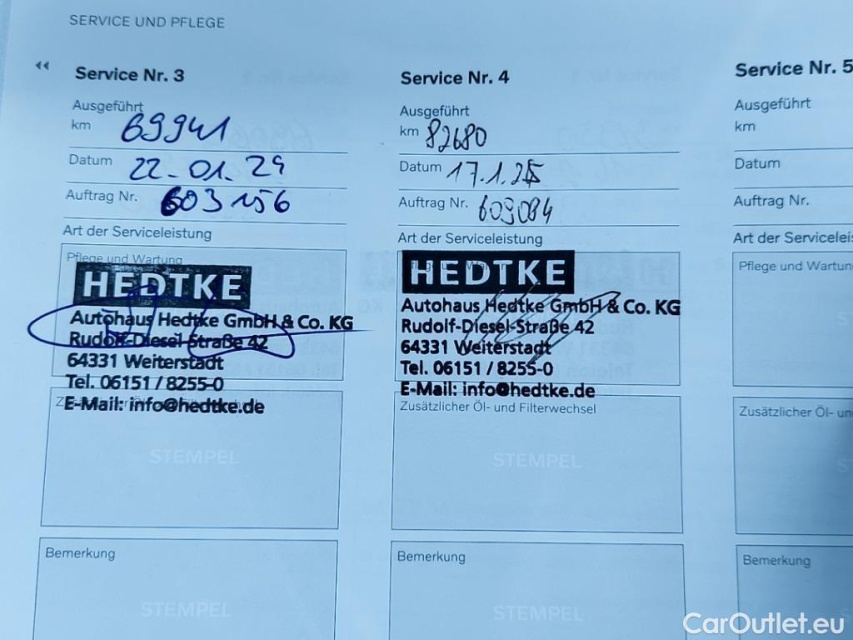 SERVICE UND PFLEGE
Service Nr. 3
Ausgeführt
km 69941
Datum 22-01.24
Auftrag Nr. 603156
Art der Serviceleistung
Pflege und Wartung
HEDTKE
Autohaus Hedtke GmbH & Co. KG
Rudolf-Diesel-Straße 42
64331 Weiterstadt
Tel. 06151 / 8255-0
E-Mail: info@hedtke.de
STEMPEL
Bemerkung
STEMPEL
Service Nr. 4
Ausgeführt
km 82680
Datum 17.1.25
Auftrag Nr. 609084
Art der Serviceleistung
HEDTKE
Autohaus Hedtke GmbH & Co. KG
Rudolf-Diesel-Straße 42
64331 Weiterstadt
Tel. 06151 / 8255-0
E-Mail: info@hedtke.de
Zusätzlicher Öl- und Filterwechsel
STEMPEL
Bemerkung
STEMPEL
Service Nr. 5
Ausgeführt
km
Datum
Auftrag Nr.
Art der Servicelei
Pflege und Wartun
Zusätzlicher Öl- un
Bemerkung
CarOutlet.eu